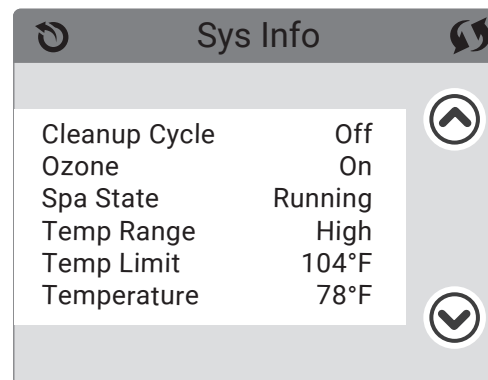 Sys Info
Cleanup Cycle Off
Ozone On
Spa State Running
Temp Range High
Temp Limit 104°F
Temperature 78°F